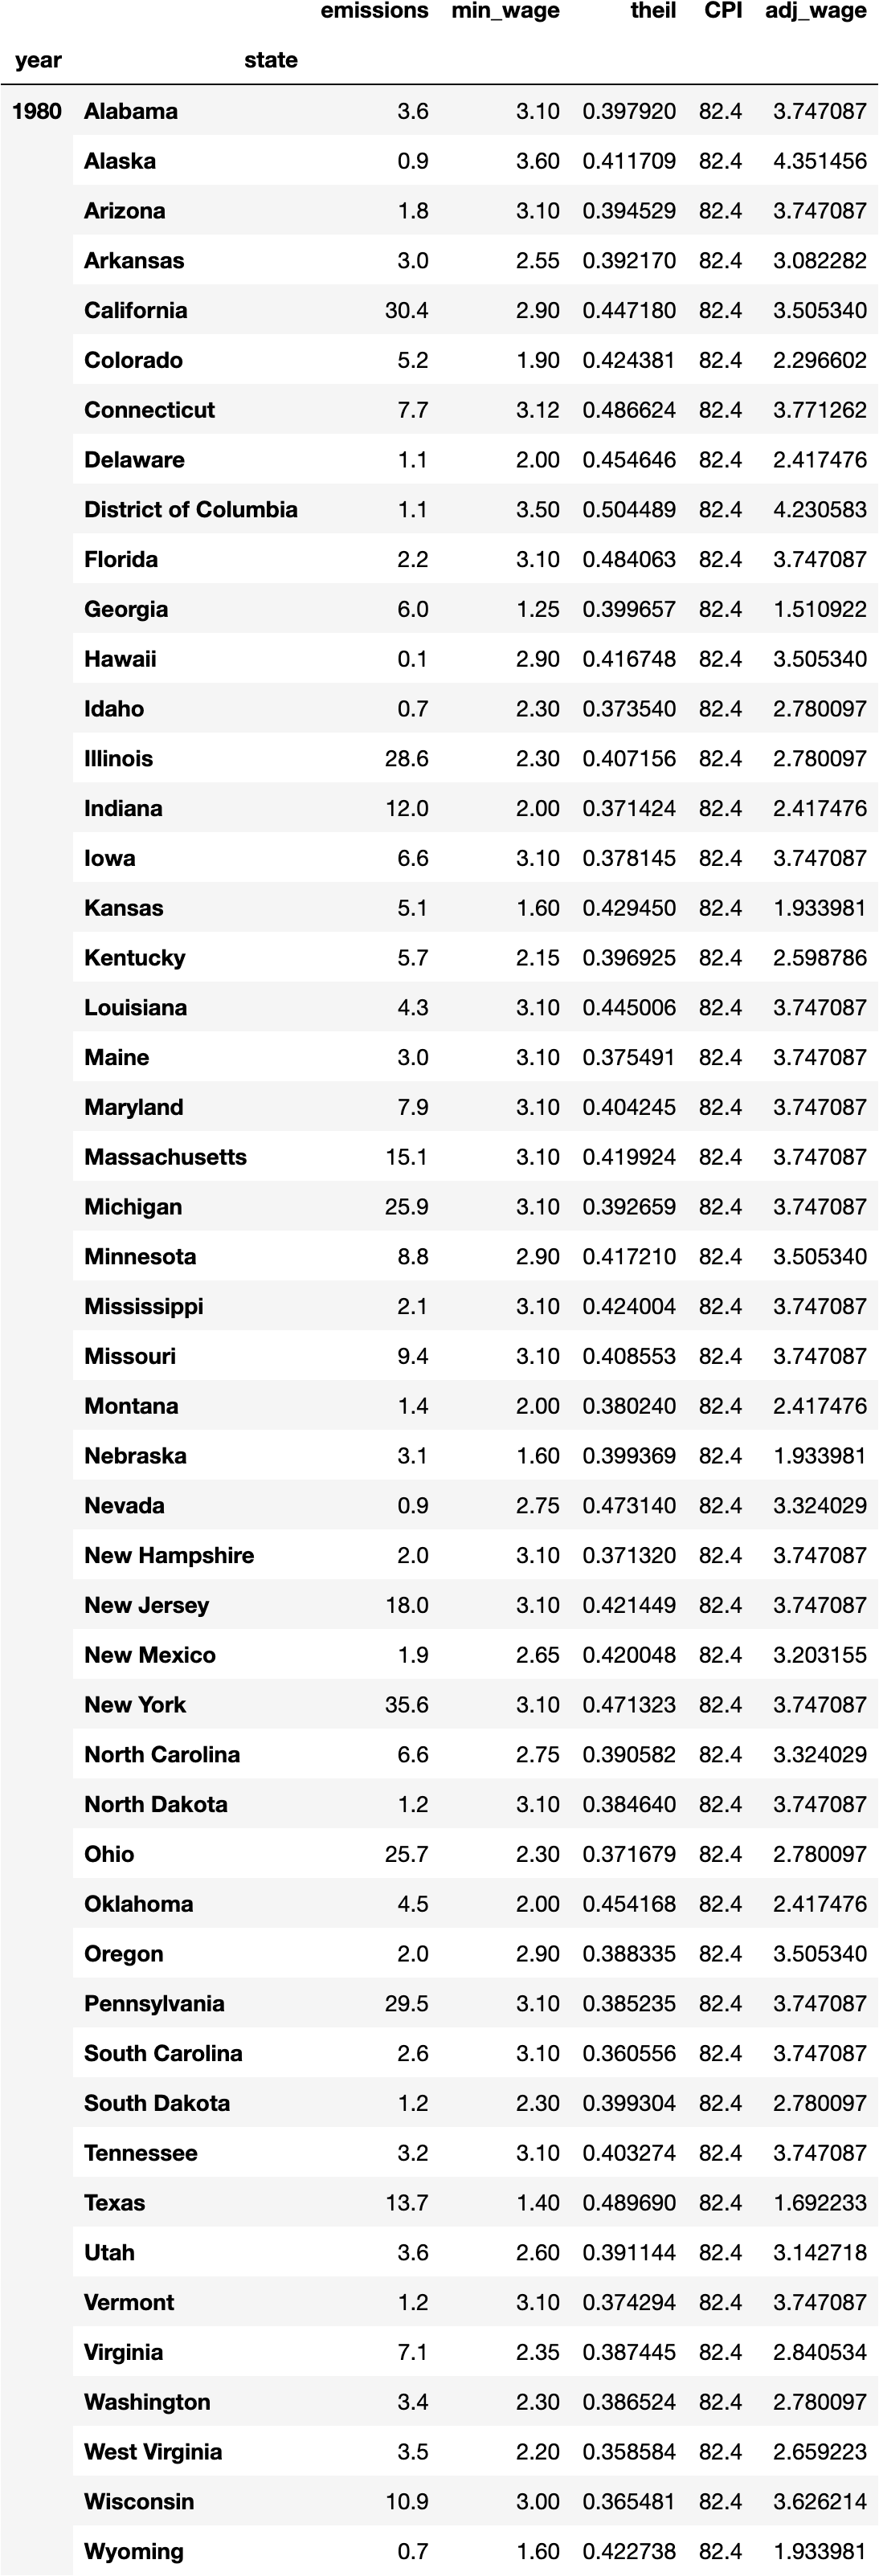 emissions min_wage theil CPI adj_wage
year state
1980 Alabama 3.6 3.10 0.397920 82.4 3.747087
Alaska 0.9 3.60 0.411709 82.4 4.351456
Arizona 1.8 3.10 0.394529 82.4 3.747087
Arkansas 3.0 2.55 0.392170 82.4 3.082282
California 30.4 2.90 0.447180 82.4 3.505340
Colorado 5.2 1.90 0.424381 82.4 2.296602
Connecticut 7.7 3.12 0.486624 82.4 3.771262
Delaware 1.1 2.00 0.454646 82.4 2.417476
District of Columbia 1.1 3.50 0.504489 82.4 4.230583
Florida 2.2 3.10 0.484063 82.4 3.747087
Georgia 6.0 1.25 0.399657 82.4 1.510922
Hawaii 0.1 2.90 0.416748 82.4 3.505340
Idaho 0.7 2.30 0.373540 82.4 2.780097
Illinois 28.6 2.30 0.407156 82.4 2.780097
Indiana 12.0 2.00 0.371424 82.4 2.417476
Iowa 6.6 3.10 0.378145 82.4 3.747087
Kansas 5.1 1.60 0.429450 82.4 1.933981
Kentucky 5.7 2.15 0.396925 82.4 2.598786
Louisiana 4.3 3.10 0.445006 82.4 3.747087
Maine 3.0 3.10 0.375491 82.4 3.747087
Maryland 7.9 3.10 0.404245 82.4 3.747087
Massachusetts 15.1 3.10 0.419924 82.4 3.747087
Michigan 25.9 3.10 0.392659 82.4 3.747087
Minnesota 8.8 2.90 0.417210 82.4 3.505340
Mississippi 2.1 3.10 0.424004 82.4 3.747087
Missouri 9.4 3.10 0.408553 82.4 3.747087
Montana 1.4 2.00 0.380240 82.4 2.417476
Nebraska 3.1 1.60 0.399369 82.4 1.933981
Nevada 0.9 2.75 0.473140 82.4 3.324029
New Hampshire 2.0 3.10 0.371320 82.4 3.747087
New Jersey 18.0 3.10 0.421449 82.4 3.747087
New Mexico 1.9 2.65 0.420048 82.4 3.203155
New York 35.6 3.10 0.471323 82.4 3.747087
North Carolina 6.6 2.75 0.390582 82.4 3.324029
North Dakota 1.2 3.10 0.384640 82.4 3.747087
Ohio 25.7 2.30 0.371679 82.4 2.780097
Oklahoma 4.5 2.00 0.454168 82.4 2.417476
Oregon 2.0 2.90 0.388335 82.4 3.505340
Pennsylvania 29.5 3.10 0.385235 82.4 3.747087
South Carolina 2.6 3.10 0.360556 82.4 3.747087
South Dakota 1.2 2.30 0.399304 82.4 2.780097
Tennessee 3.2 3.10 0.403274 82.4 3.747087
Texas 13.7 1.40 0.489690 82.4 1.692233
Utah 3.6 2.60 0.391144 82.4 3.142718
Vermont 1.2 3.10 0.374294 82.4 3.747087
Virginia 7.1 2.35 0.387445 82.4 2.840534
Washington 3.4 2.30 0.386524 82.4 2.780097
West Virginia 3.5 2.20 0.358584 82.4 2.659223
Wisconsin 10.9 3.00 0.365481 82.4 3.626214
Wyoming 0.7 1.60 0.422738 82.4 1.933981